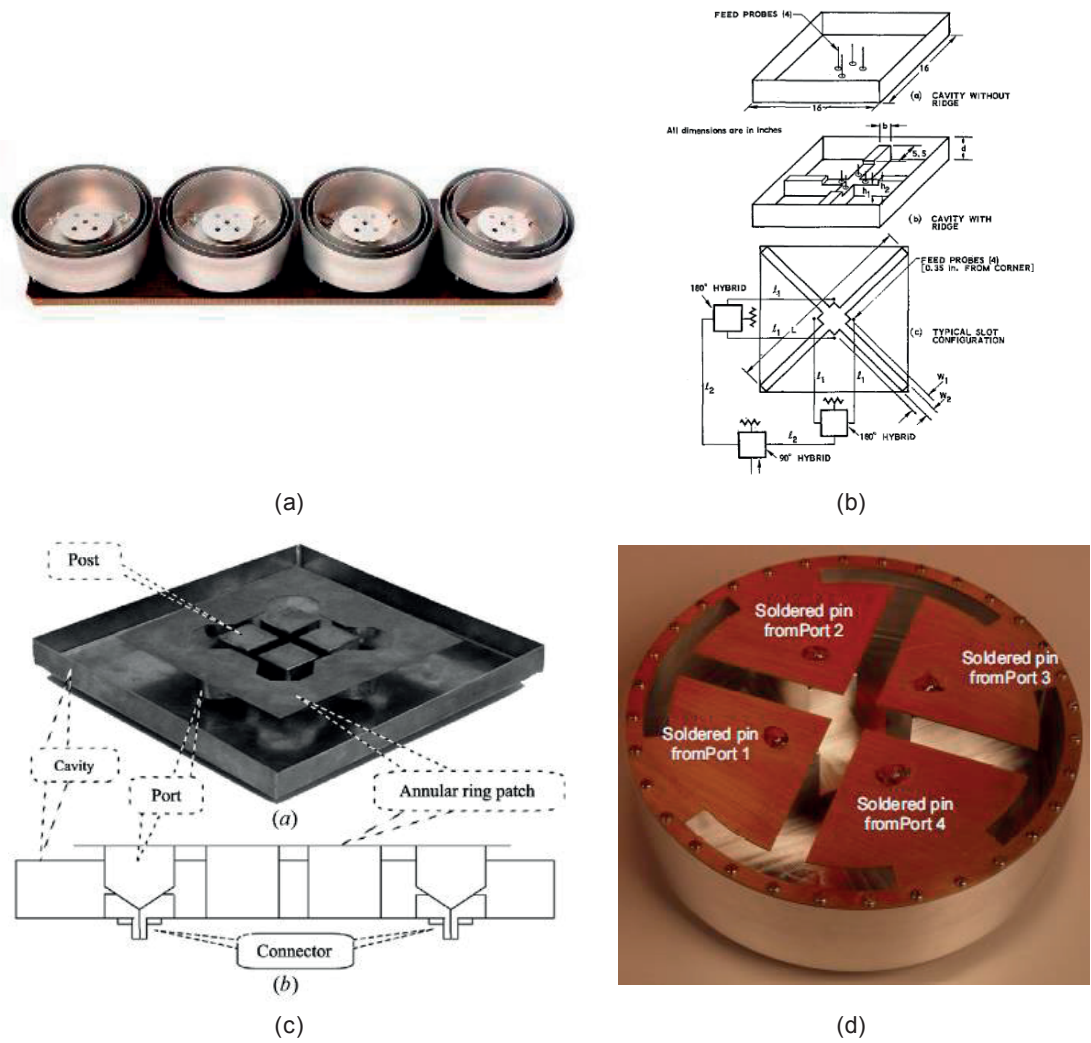 FEED PROBES (4)
16
16
(a) CAVITY WITHOUT
RIDGE
All dimensions are in inches
b
d
5.5
h1
h2
(b) CAVITY WITH
RIDGE
FEED PROBES (4)
[0.35 in. FROM CORNER]
180° HYBRID
l1
l1
L
(c) TYPICAL SLOT
CONFIGURATION
l2
l1
l1
W1
W2
180° HYBRID
l2
90° HYBRID
(a)
(b)
Post
Cavity
Port
Annular ring patch
(a)
Connector
(b)
Soldered pin
fromPort 2
Soldered pin
fromPort 3
Soldered pin
fromPort 1
Soldered pin
fromPort 4
(c)
(d)